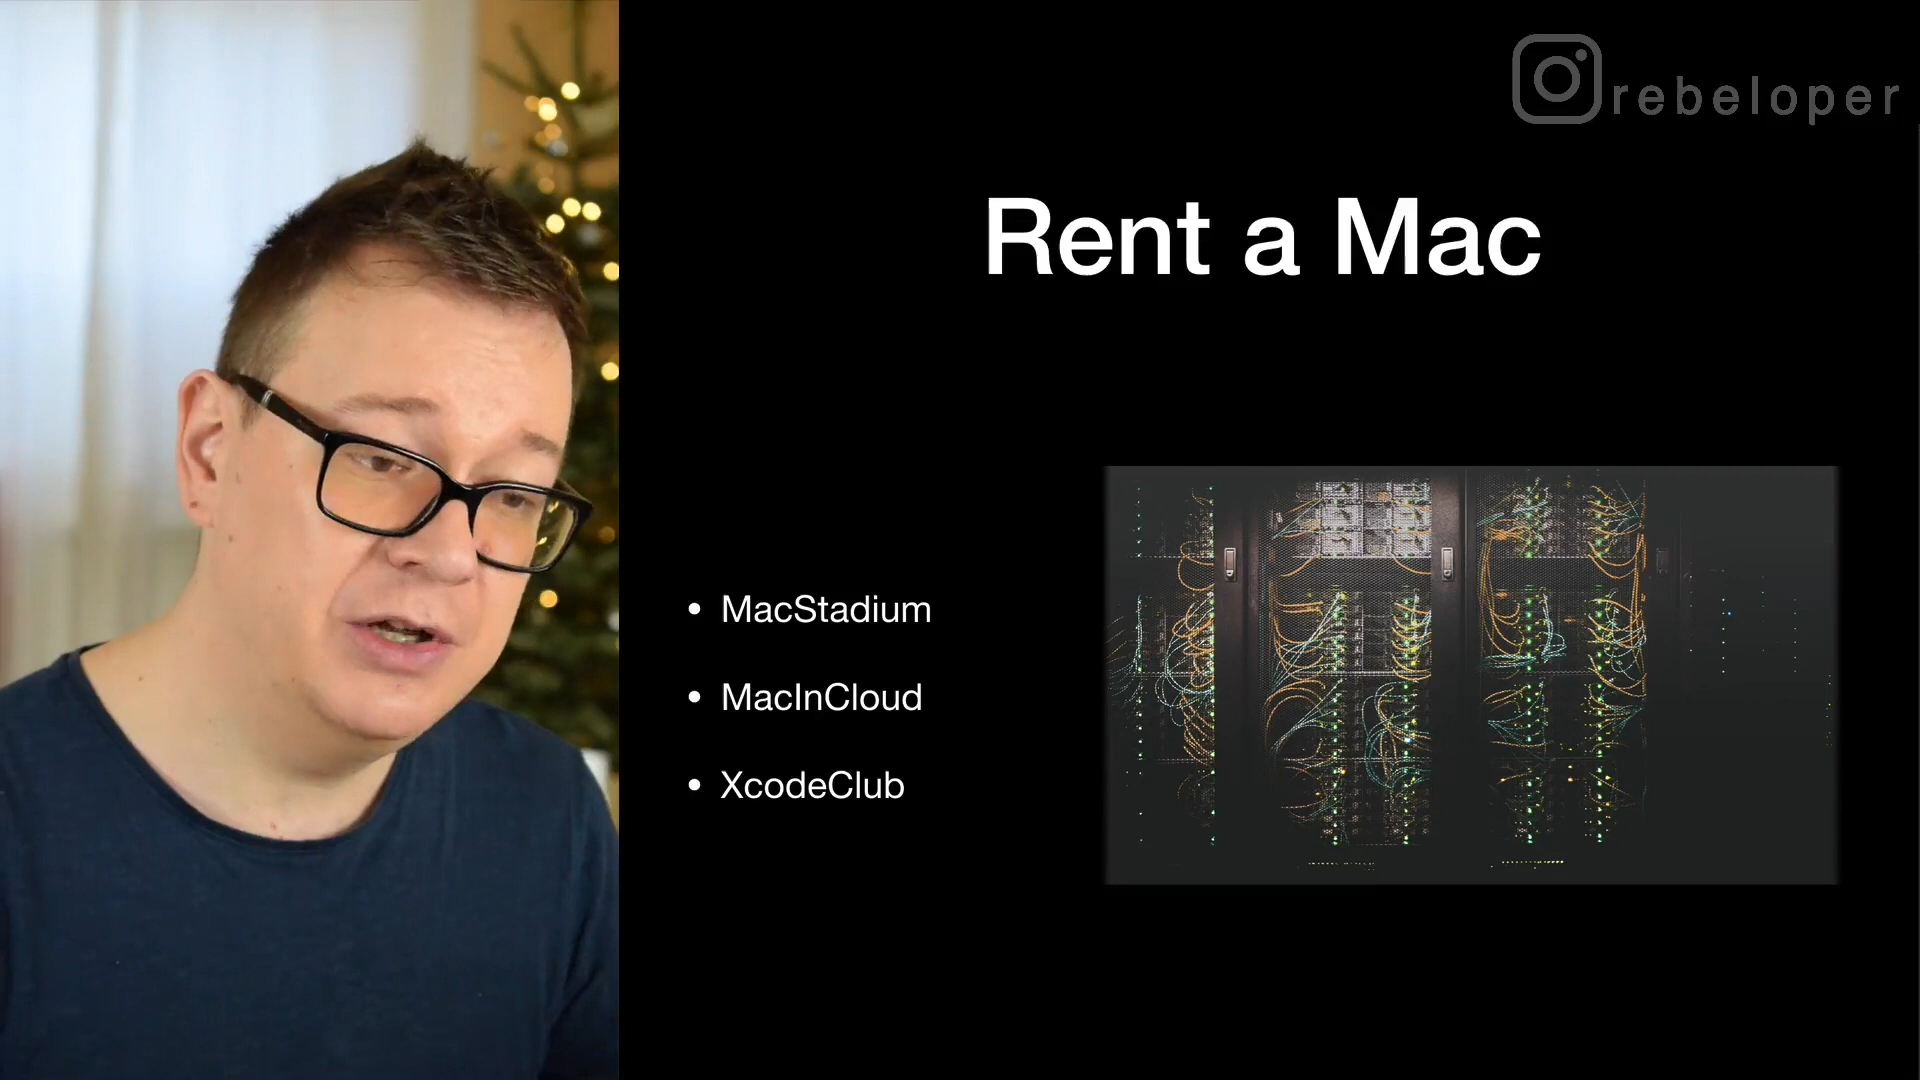 rebeloper
Rent a Mac
• MacStadium
• MacInCloud
• XcodeClub